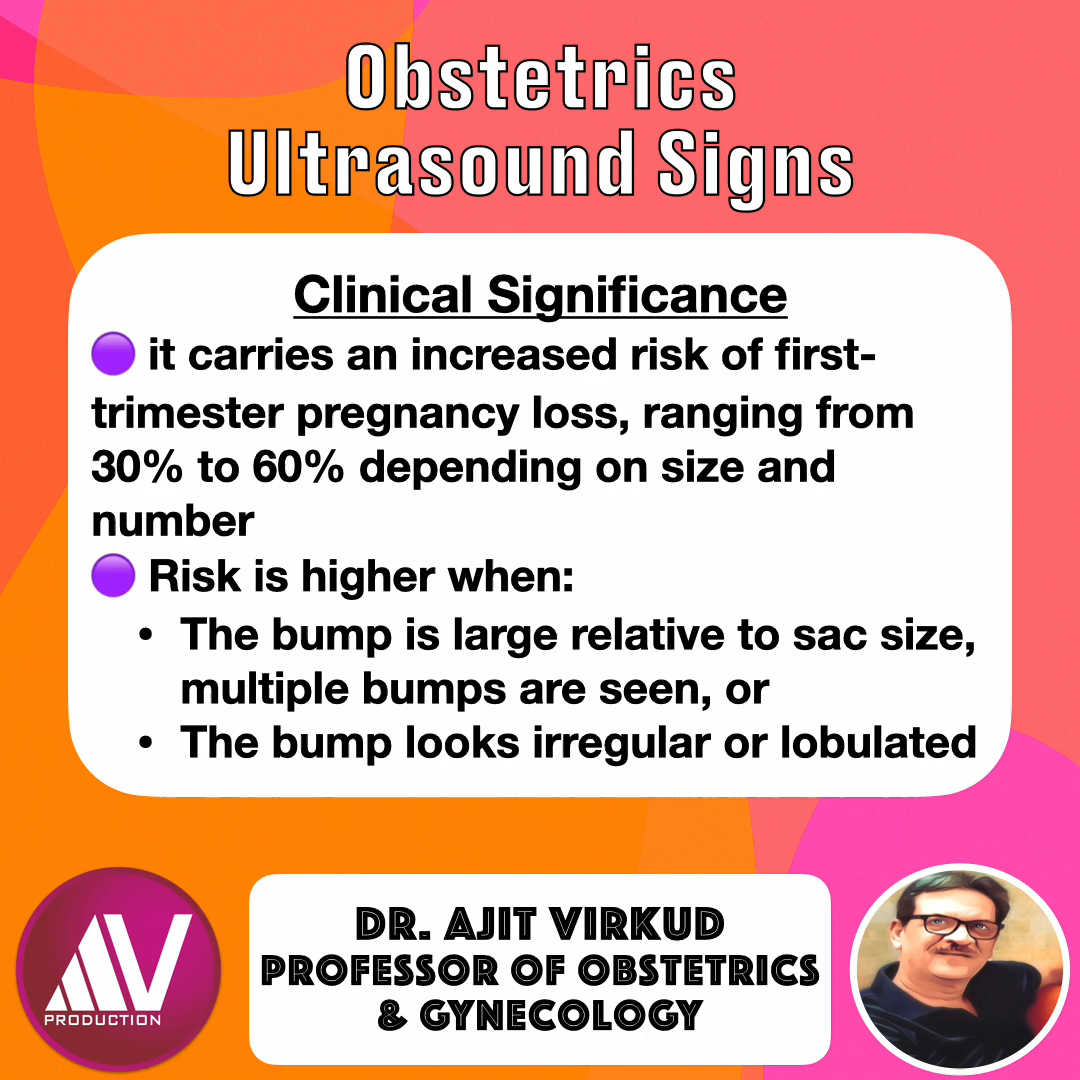 Obstetrics
Ultrasound Signs
Clinical Significance
🟣 it carries an increased risk of first-
trimester pregnancy loss, ranging from
30% to 60% depending on size and
number
🟣 Risk is higher when:
• The bump is large relative to sac size,
multiple bumps are seen, or
• The bump looks irregular or lobulated
AV
PRODUCTION
DR. AJIT VIRKUD
PROFESSOR OF OBSTETRICS
& GYNECOLOGY